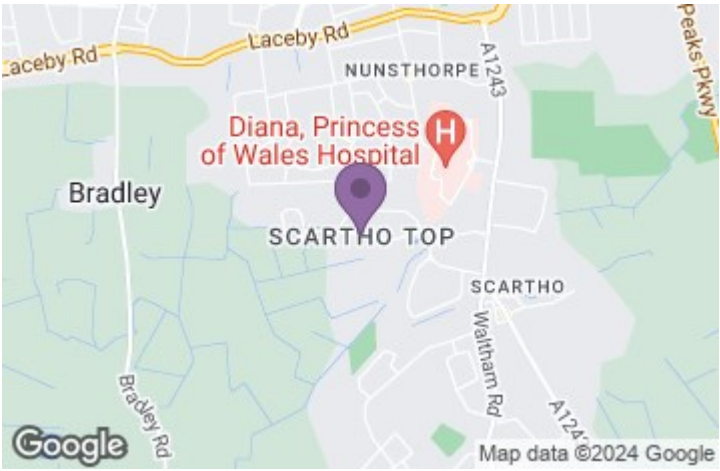 Laceby Rd
Laceby Rd
Peaks Pkwy
A1243
NUNSTHORPE
Diana, Princess
of Wales Hospital
H
Bradley
SCARTHO TOP
SCARTHO
Waltham Rd
Bradley Rd
A124
Google
Map data ©2024 Google